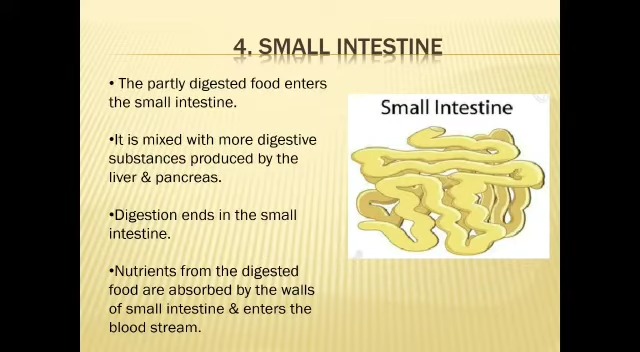 4. SMALL INTESTINE
• The partly digested food enters
the small intestine.
•It is mixed with more digestive
substances produced by the
liver & pancreas.
•Digestion ends in the small
intestine.
•Nutrients from the digested
food are absorbed by the walls
of small intestine & enters the
blood stream.
Small Intestine